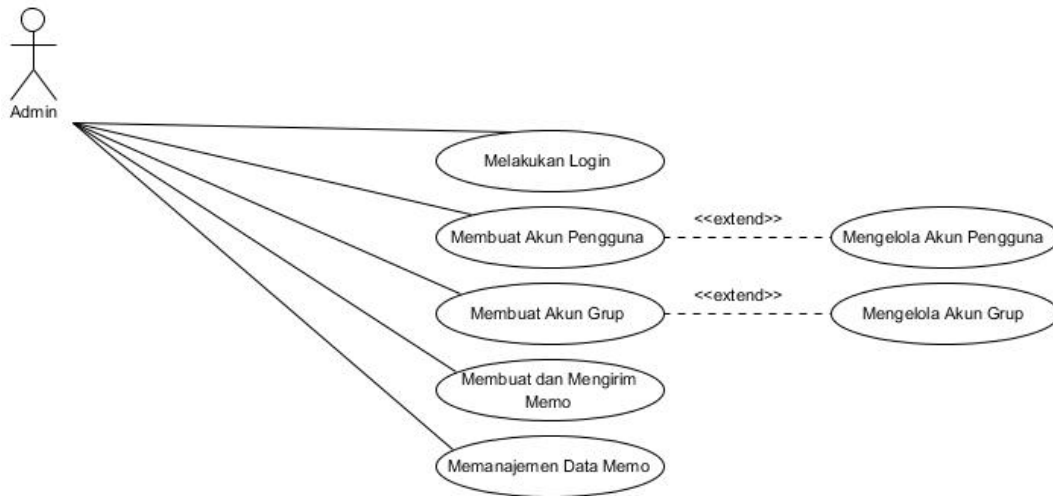 Admin
Melakukan Login
Membuat Akun Pengguna
<<extend>>
Mengelola Akun Pengguna
Membuat Akun Grup
<<extend>>
Mengelola Akun Grup
Membuat dan Mengirim
Memo
Memanajemen Data Memo